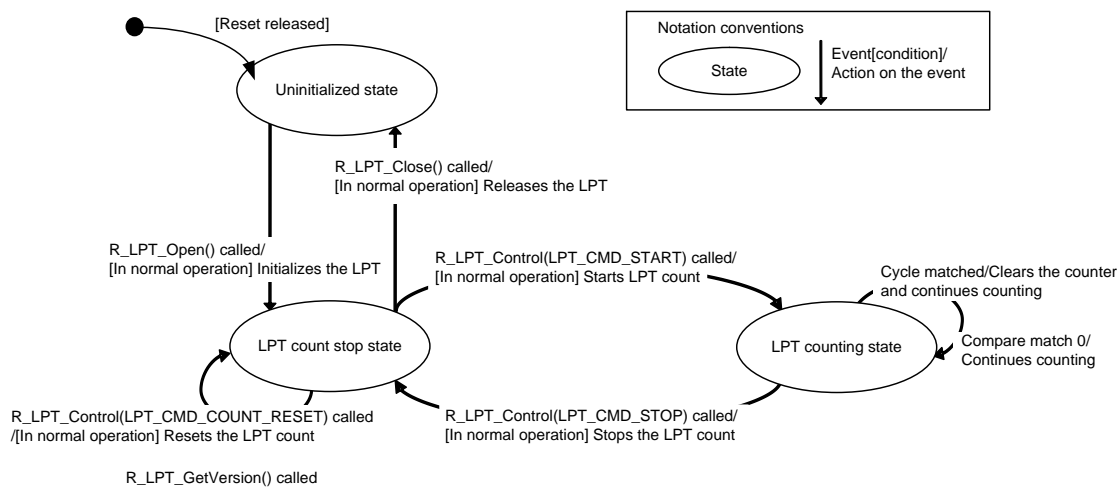 [Reset released]
Uninitialized state
Notation conventions
State
Event[condition]/
Action on the event
R_LPT_Close() called/
[In normal operation] Releases the LPT
R_LPT_Open() called/
[In normal operation] Initializes the LPT
R_LPT_Control(LPT_CMD_START) called/
[In normal operation] Starts LPT count
Cycle matched/Clears the counter
and continues counting
LPT count stop state
LPT counting state
Compare match 0/
Continues counting
R_LPT_Control(LPT_CMD_COUNT_RESET) called
/[In normal operation] Resets the LPT count
R_LPT_Control(LPT_CMD_STOP) called/
[In normal operation] Stops the LPT count
R_LPT_GetVersion() called